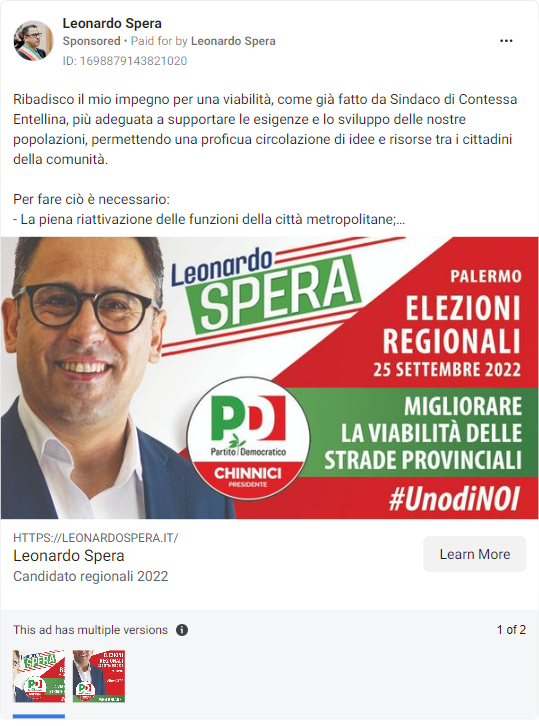 Leonardo Spera
Sponsored • Paid for by Leonardo Spera
ID: 1698879143821020
Ribadisco il mio impegno per una viabilità, come già fatto da Sindaco di Contessa
Entellina, più adeguata a supportare le esigenze e lo sviluppo delle nostre
popolazioni, permettendo una proficua circolazione di idee e risorse tra i cittadini
della comunità.
Per fare ciò è necessario:
- La piena riattivazione delle funzioni della città metropolitane;...
Leonardo
SPERA
PALERMO
ELEZIONI
REGIONALI
25 SETTEMBRE 2022
MIGLIORARE
LA VIABILITÀ DELLE
STRADE PROVINCIALI
#UnodiNOI
PD
Partito Democratico
CHINNICI
PRESIDENTE
HTTPS://LEONARDOSPERA.IT/
Leonardo Spera
Candidato regionali 2022
Learn More
This ad has multiple versions
1 of 2
SPERA
PD
ELEZIONI
REGIONALI
PD